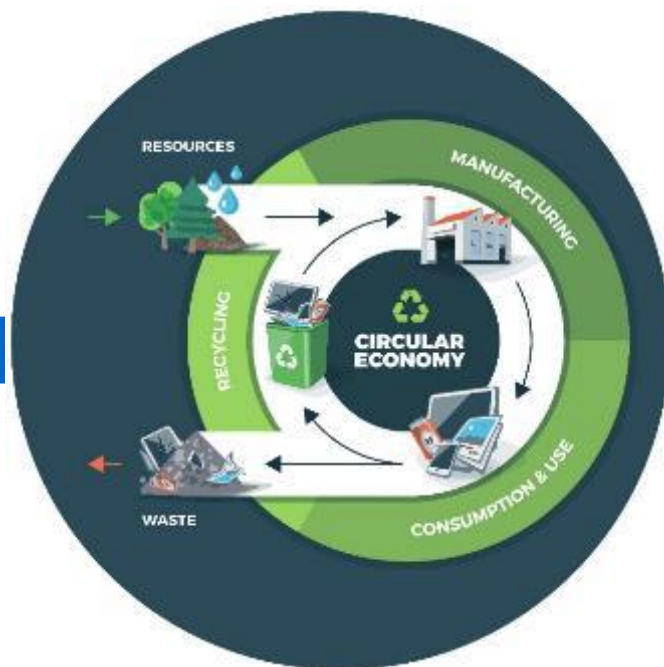 RESOURCES
MANUFACTURING
RECYCLING
CIRCULAR
ECONOMY
CONSUMPTION & USE
WASTE